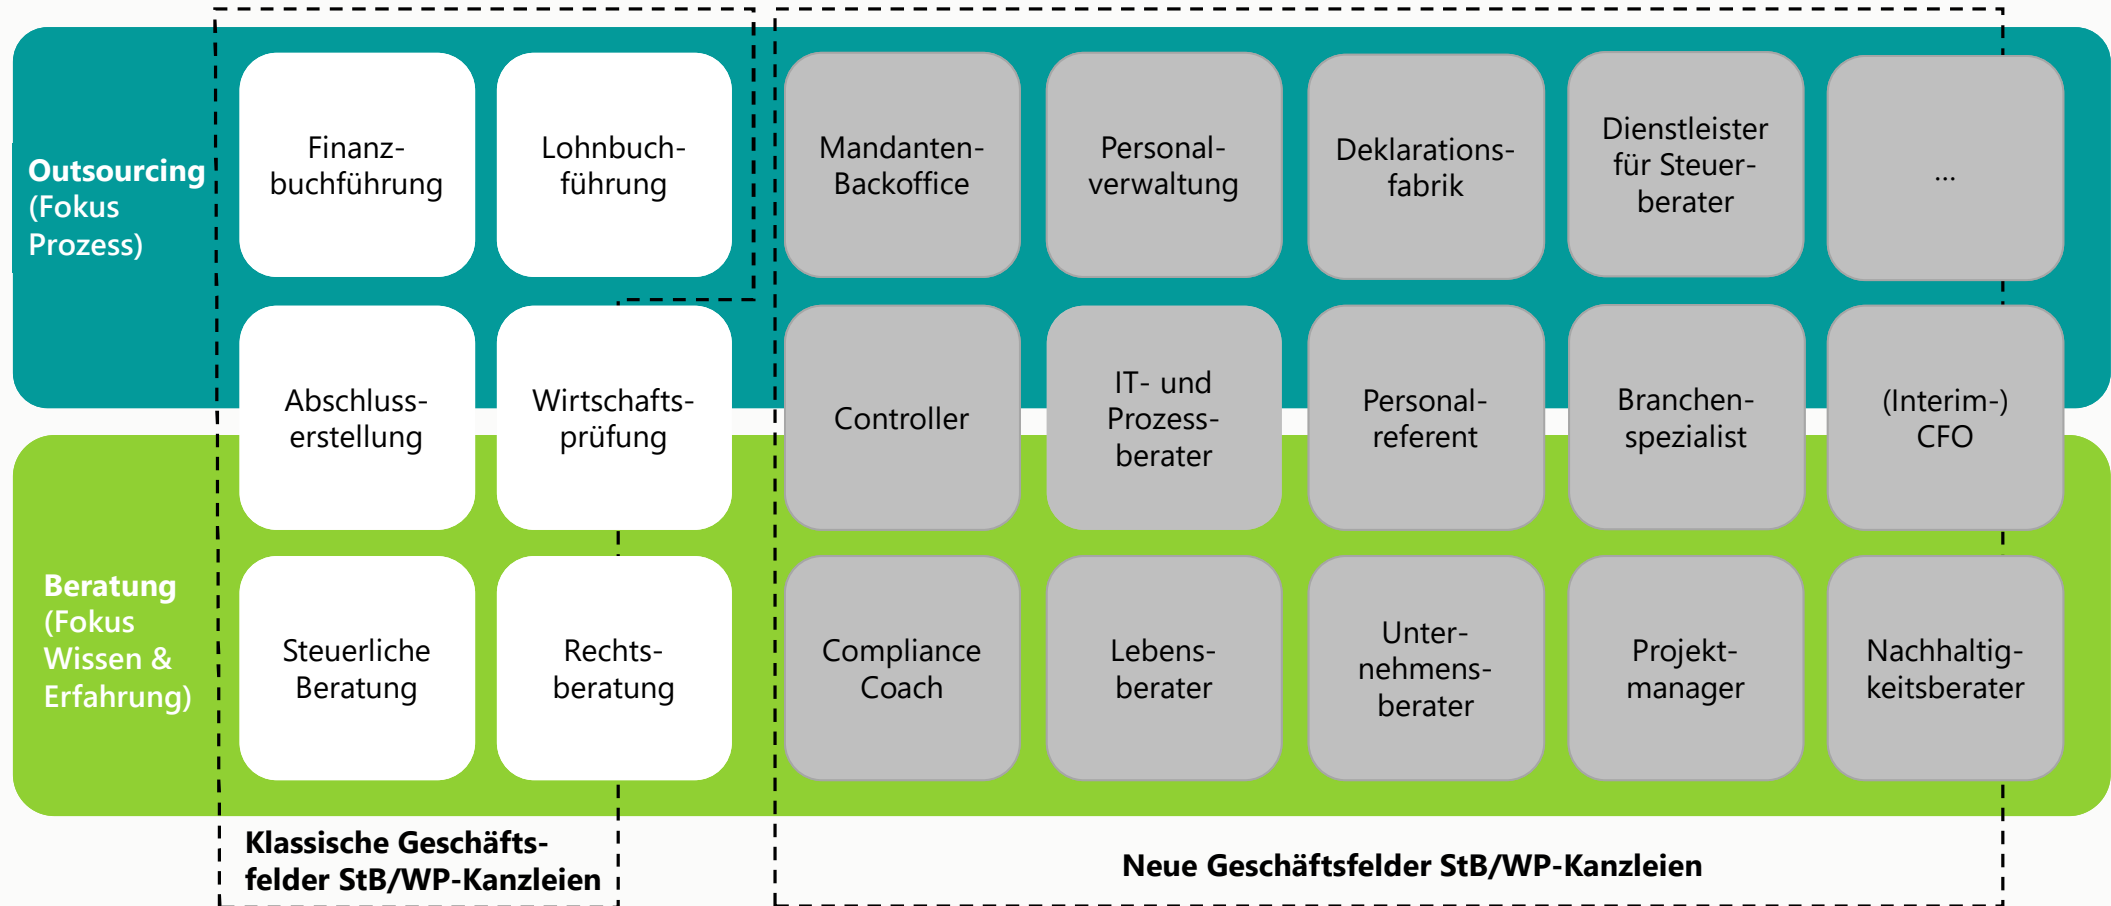 Outsourcing
(Fokus
Prozess)
Finanz-
buchführung
Lohnbuch-
führung
Mandanten-
Backoffice
Personal-
verwaltung
Deklarations-
fabrik
Dienstleister
für Steuer-
berater
...
Abschluss-
erstellung
Wirtschafts-
prüfung
Controller
IT- und
Prozess-
berater
Personal-
referent
Branchen-
spezialist
(Interim-)
CFO
Beratung
(Fokus
Wissen &
Erfahrung)
Steuerliche
Beratung
Rechts-
beratung
Compliance
Coach
Lebens-
berater
Unter-
nehmens-
berater
Projekt-
manager
Nachhaltig-
keitsberater
Klassische Geschäfts-
felder StB/WP-Kanzleien
Neue Geschäftsfelder StB/WP-Kanzleien